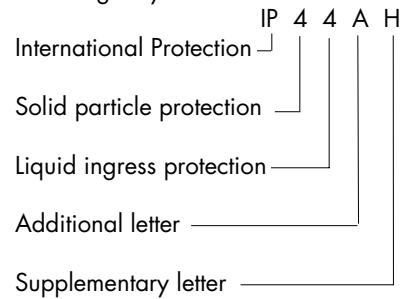 IP 4 4 A H
International Protection
Solid particle protection
Liquid ingress protection
Additional letter
Supplementary letter